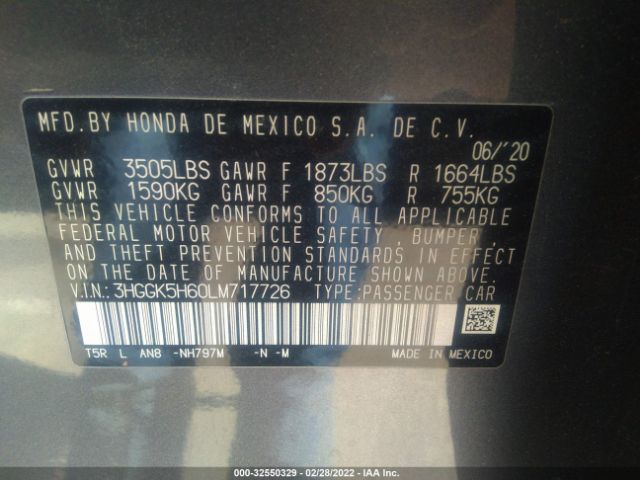 MFD.BY HONDA DE MEXICO S.A. DE C.V.
06/'20
GVWR 3505LBS GAWR F 1873LBS R 1664LBS
GVWR 1590KG GAWR F 850KG R 755KG
THIS VEHICLE CONFORMS TO ALL APPLICABLE
FEDERAL MOTOR VEHICLE SAFETY , BUMPER ,
AND THEFT PREVENTION STANDARDS IN EFFECT
ON THE DATE OF MANUFACTURE SHOWN ABOVE.
V.I.N.:3HGGK5H60LM717726 TYPE:PASSENGER CAR
T5R L AN8 -NH797M -N -M MADE IN MEXICO
000-32550329 - 02/28/2022 - IAA Inc.